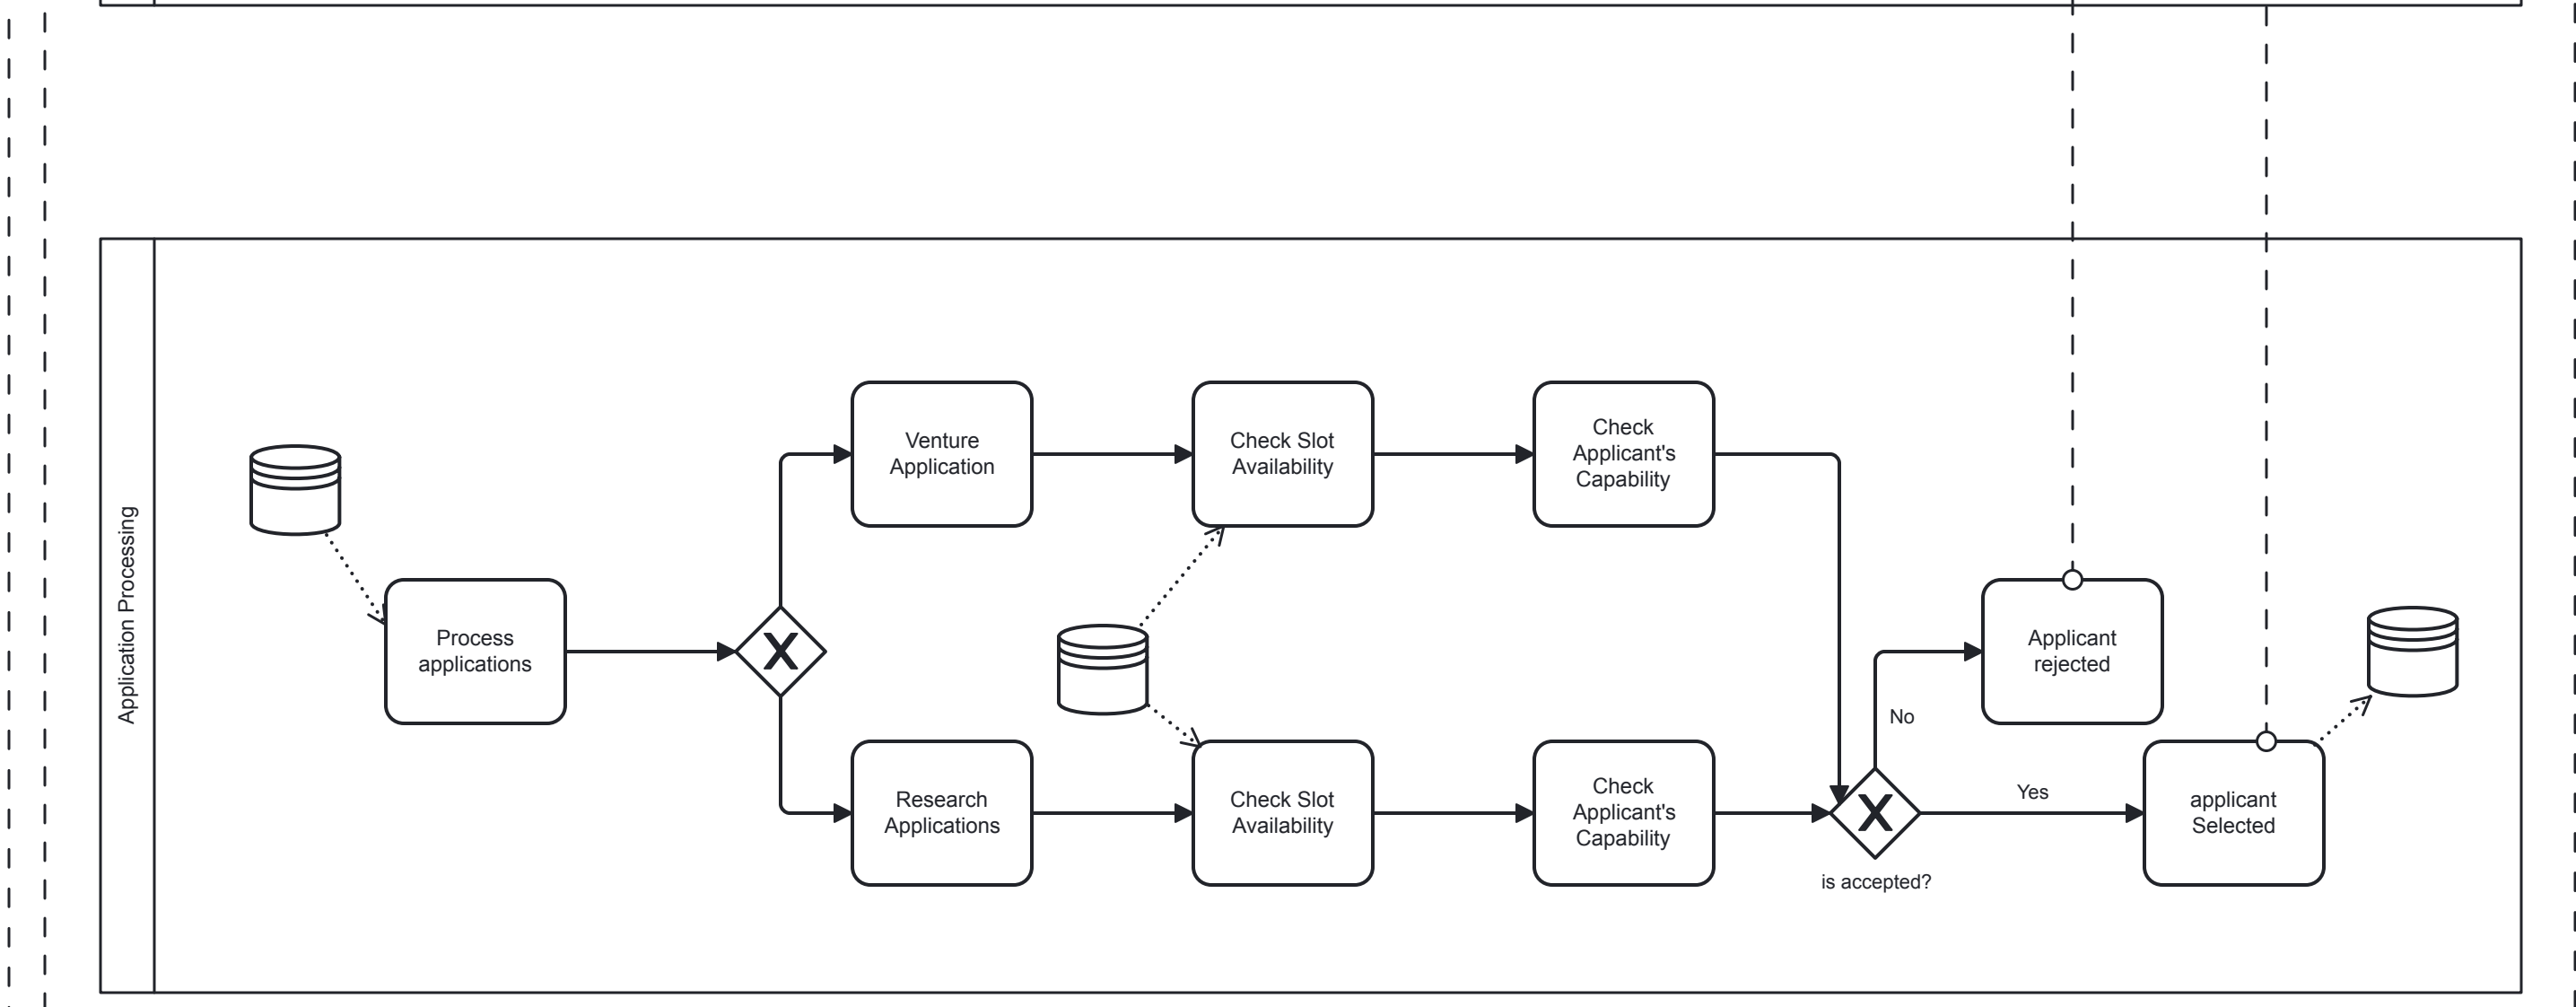 Application Processing
Process
applications
Venture
Application
Check Slot
Availability
Check
Applicant's
Capability
Research
Applications
Check Slot
Availability
Check
Applicant's
Capability
is accepted?
No
Applicant
rejected
Yes
applicant
Selected